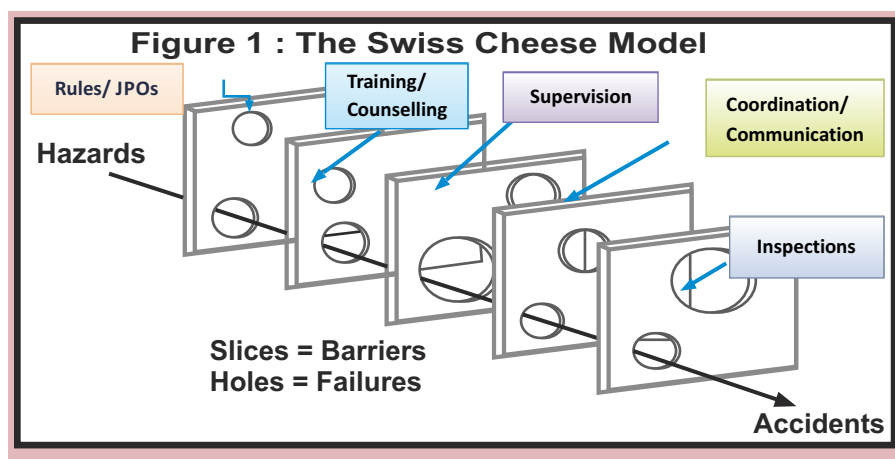 Figure 1 : The Swiss Cheese Model
Rules/ JPOs
Training/
Counselling
Supervision
Coordination/
Communication
Hazards
Inspections
Slices = Barriers
Holes = Failures
Accidents